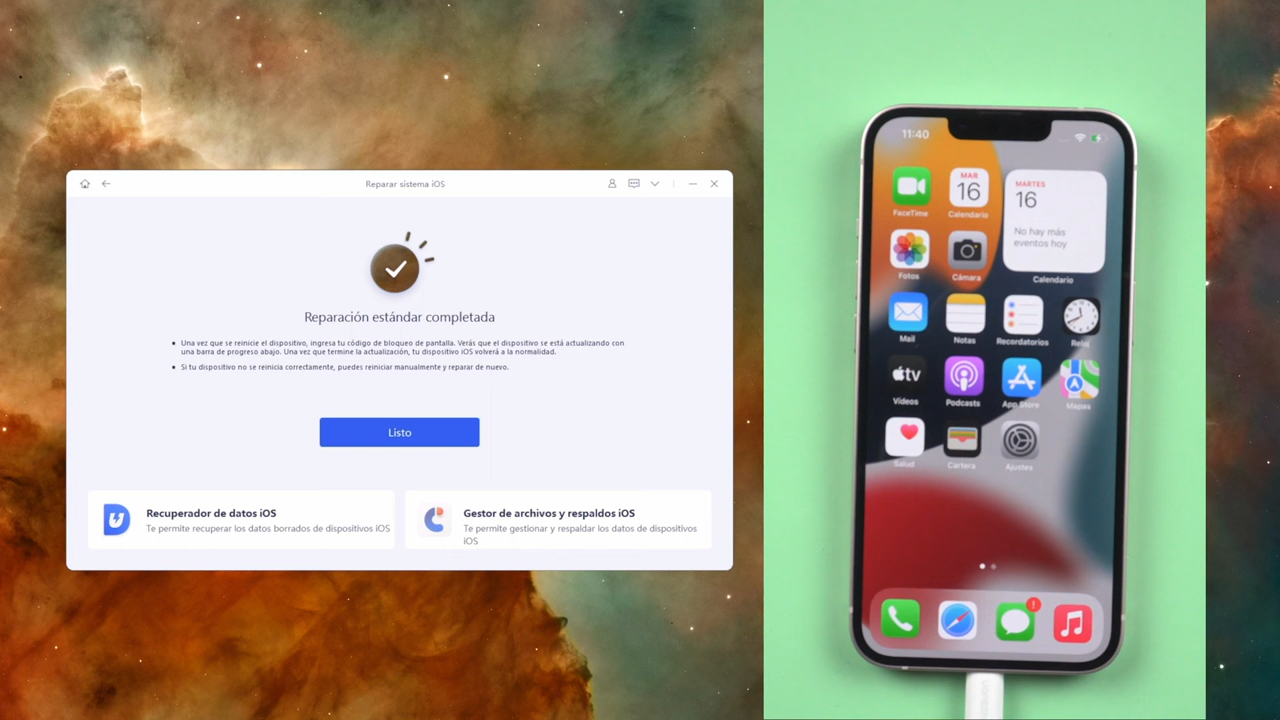 Reparar sistema iOS
Reparación estándar completada
Una vez que se reinicie el dispositivo, ingresa tu código de bloqueo de pantalla. Verás que el dispositivo se está actualizando con
una barra de progreso abajo. Una vez que termine la actualización, tu dispositivo iOS volverá a la normalidad.
Si tu dispositivo no se reinicia correctamente, puedes reiniciar manualmente y reparar de nuevo.
Listo
Recuperador de datos iOS
Te permite recuperar los datos borrados de dispositivos iOS
Gestor de archivos y respaldos iOS
Te permite gestionar y respaldar los datos de dispositivos
iOS
11:40
MAR
16
MARTES
16
No hay más
eventos hoy
FaceTime
Calendario
Fotos
Cámara
Calendario
Mail
Notas
Recordatorios
Reloj
tv
Videos
Podcasts
App Store
Mapas
Salud
Cartera
Ajustes
!